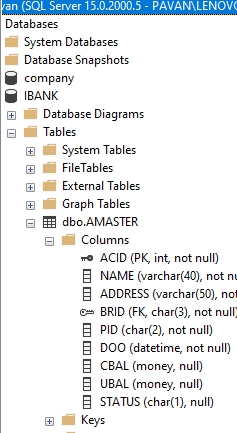 van (SQL Server 15.0.2000.5 - PAVAN\LENOVO
Databases
System Databases
Database Snapshots
company
IBANK
Database Diagrams
Tables
System Tables
FileTables
External Tables
Graph Tables
dbo.AMASTER
Columns
ACID (PK, int, not null)
NAME (varchar(40), not nu
ADDRESS (varchar(50), not
BRID (FK, char(3), not null)
PID (char(2), not null)
DOO (datetime, not null)
CBAL (money, null)
UBAL (money, null)
STATUS (char(1), null)
Keys